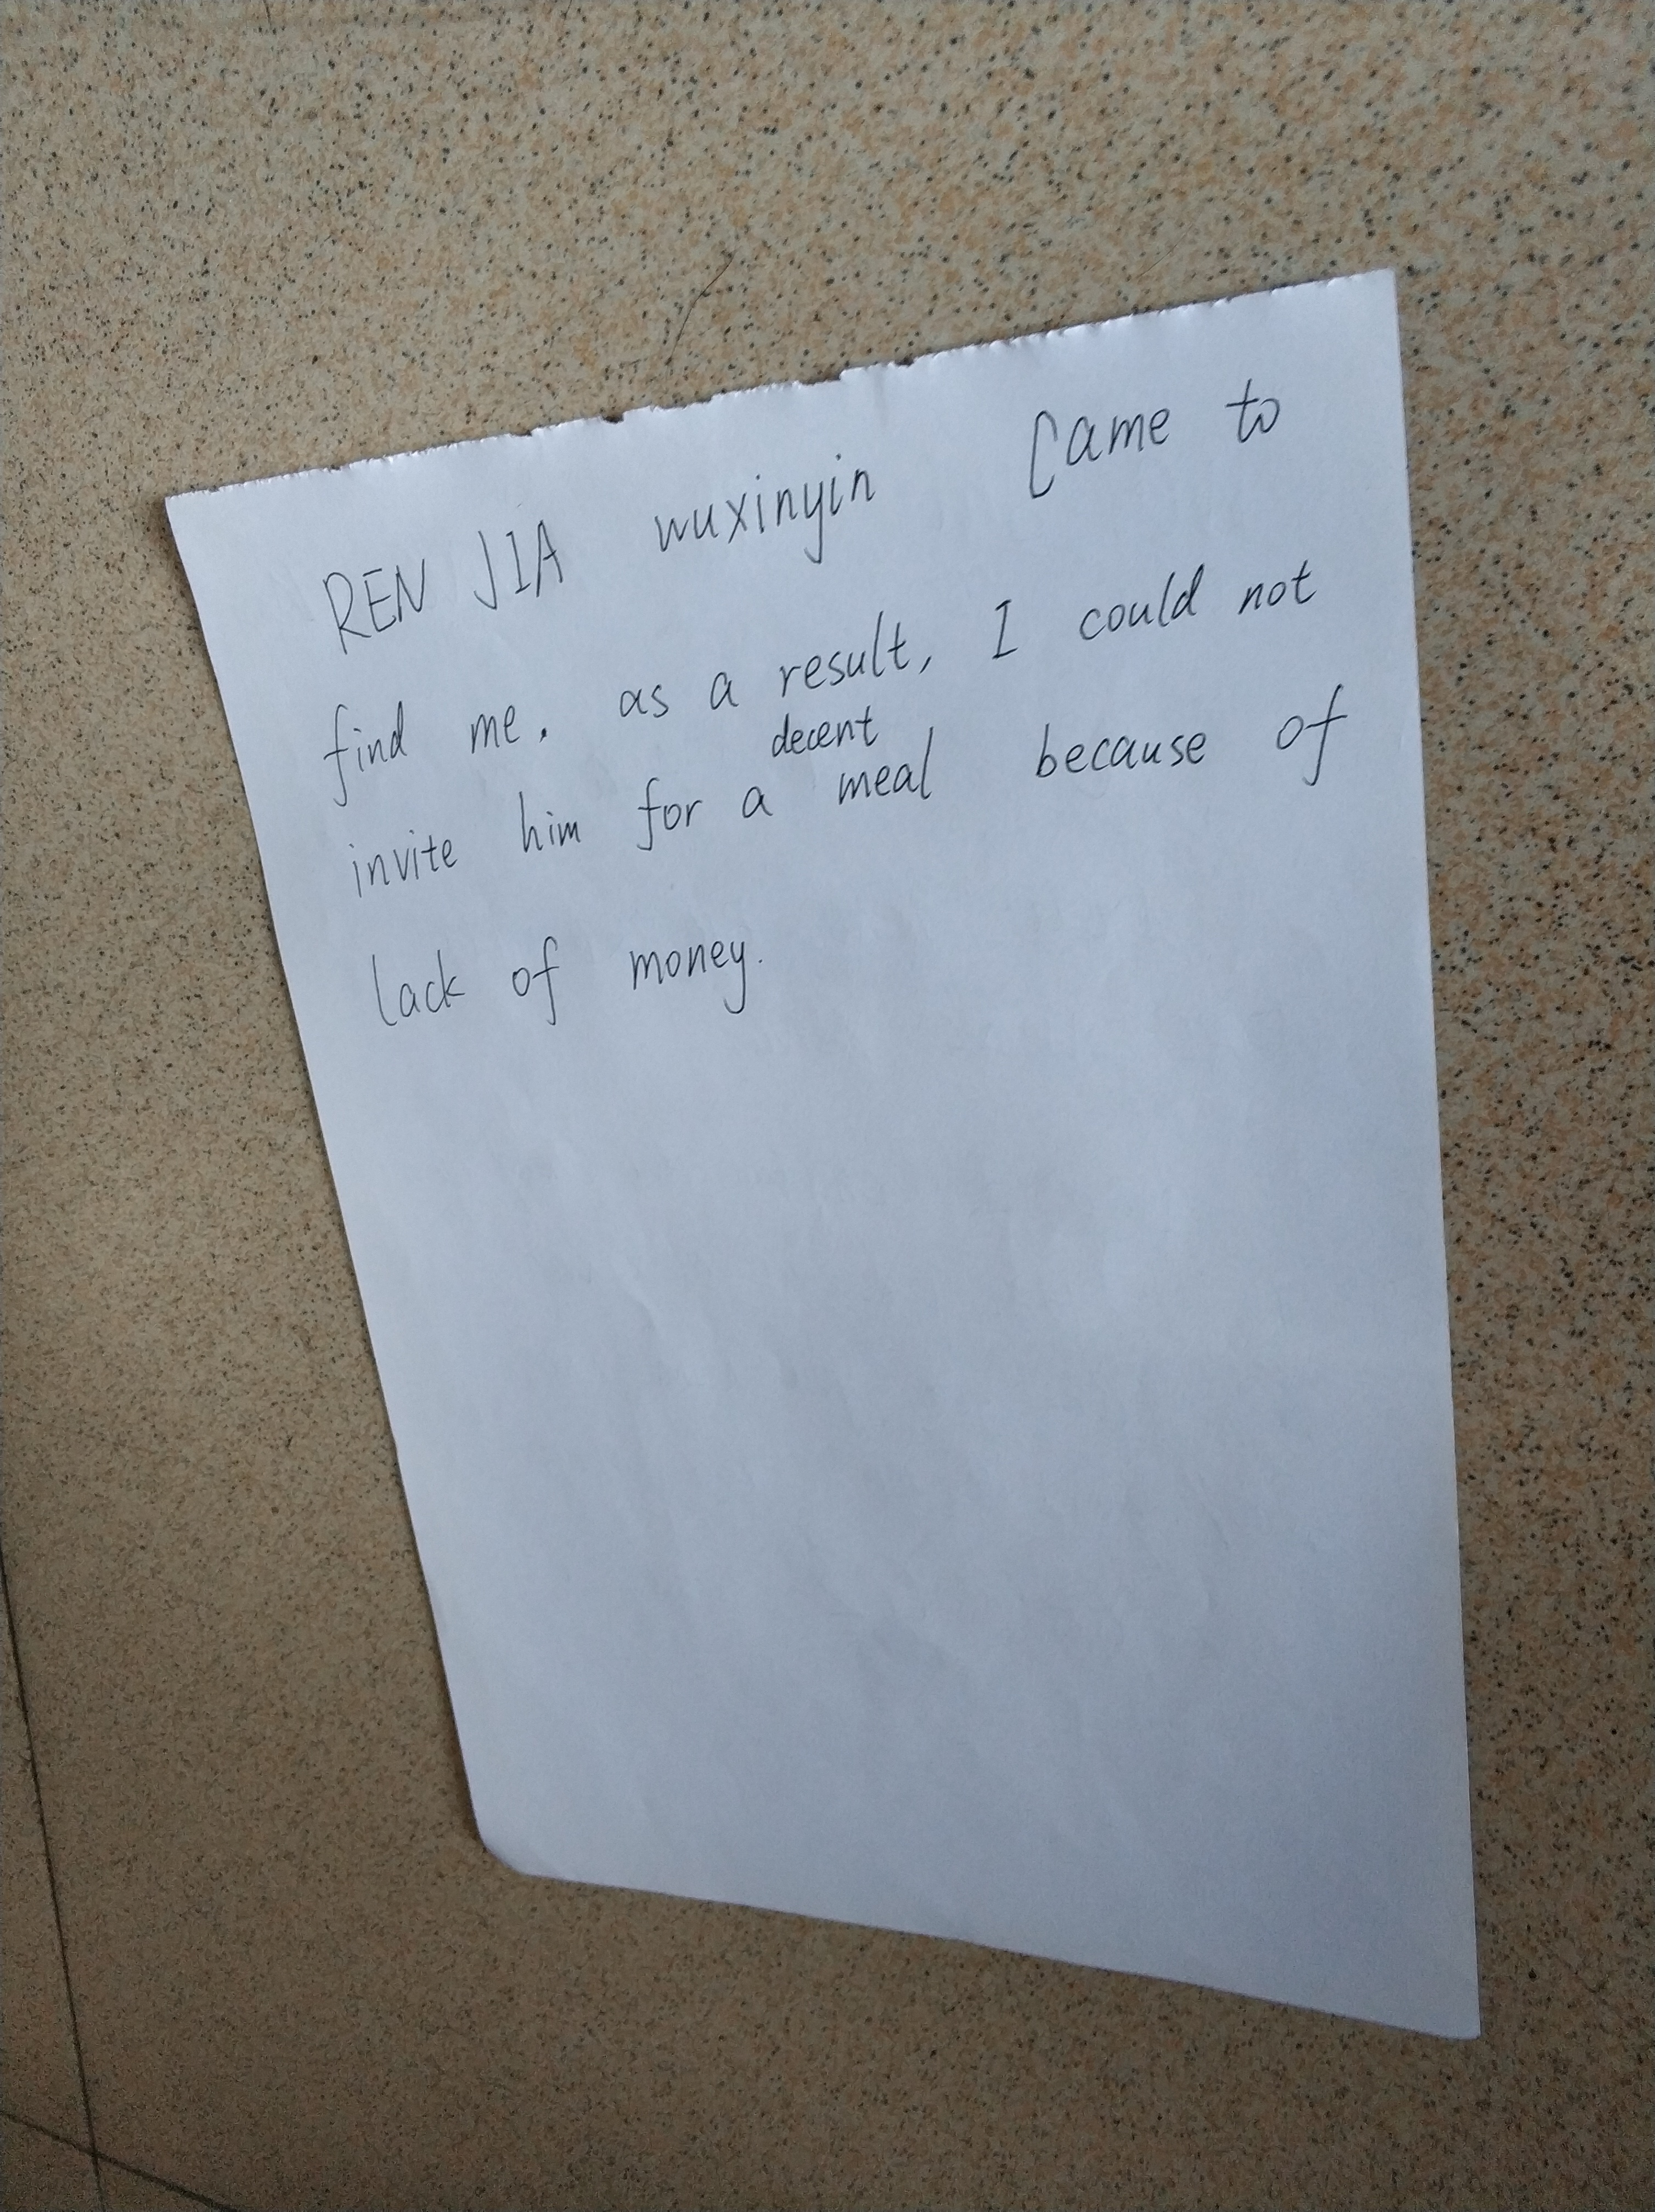 REN JIA wuxinyin Came to
find me. as a result, I could not
decent
invite him for a meal because of
lack of money.